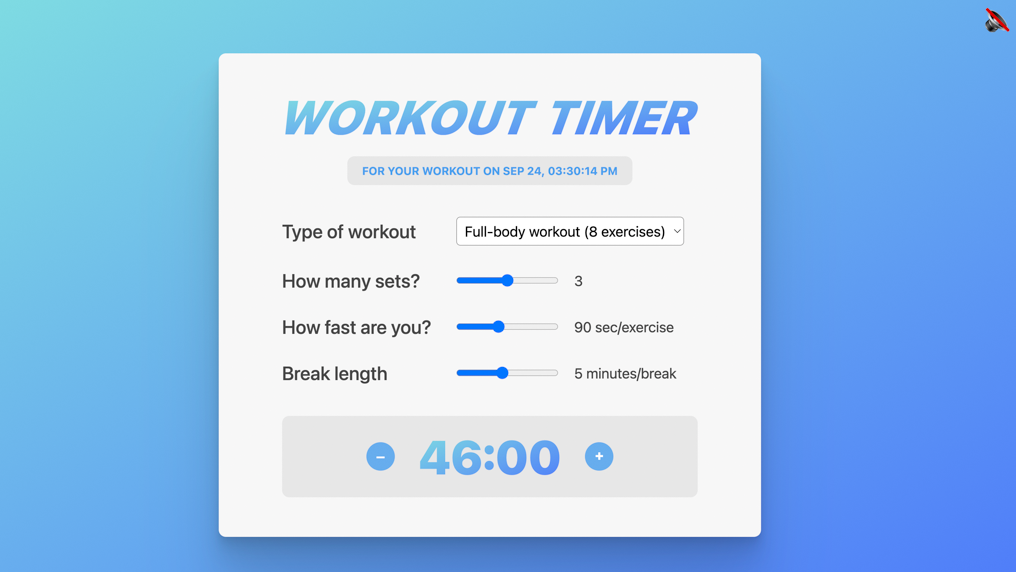 WORKOUT TIMER
FOR YOUR WORKOUT ON SEP 24, 03:30:14 PM
Type of workout Full-body workout (8 exercises)
How many sets? 3
How fast are you? 90 sec/exercise
Break length 5 minutes/break
– 46:00 +